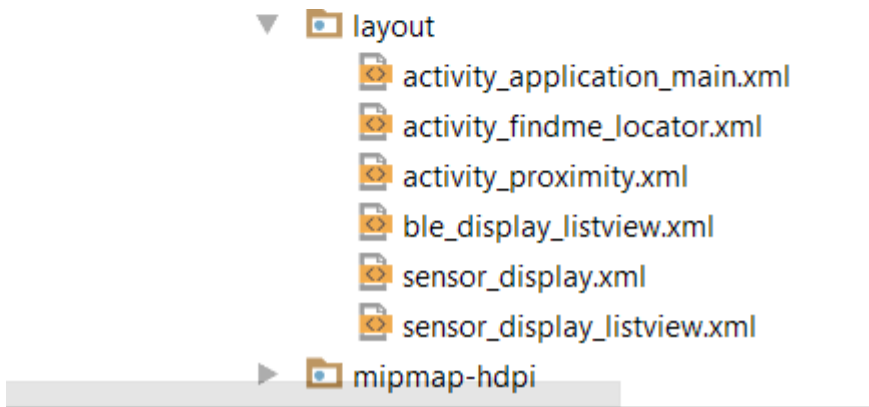 layout
activity_application_main.xml
activity_findme_locator.xml
activity_proximity.xml
ble_display_listview.xml
sensor_display.xml
sensor_display_listview.xml
mipmap-hdpi